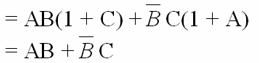 = AB(1 + C) + B̅ C(1 + A)
= AB + B̅ C